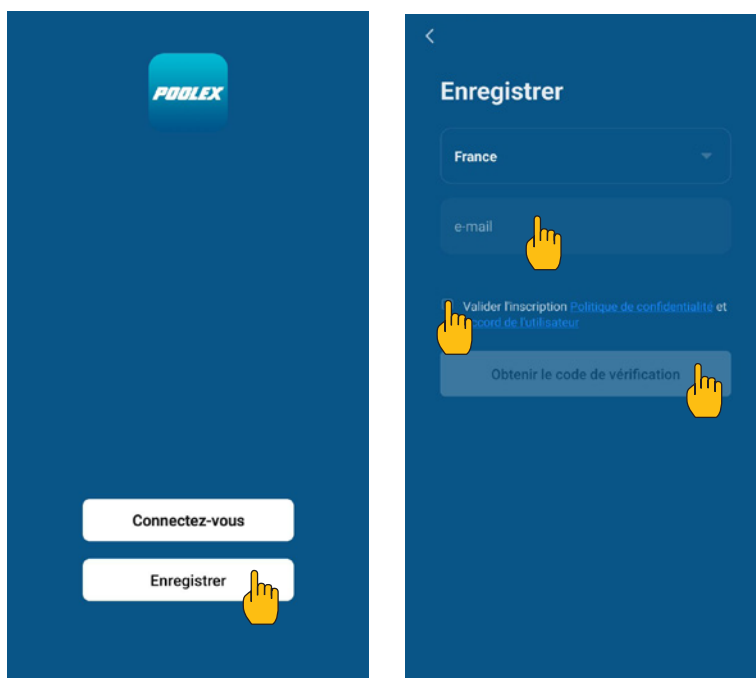 POOLEX
Connectez-vous
Enregistrer
Enregistrer
France
e-mail
Valider l'inscription Politique de confidentialité et
accord de l'utilisateur
Obtenir le code de vérification